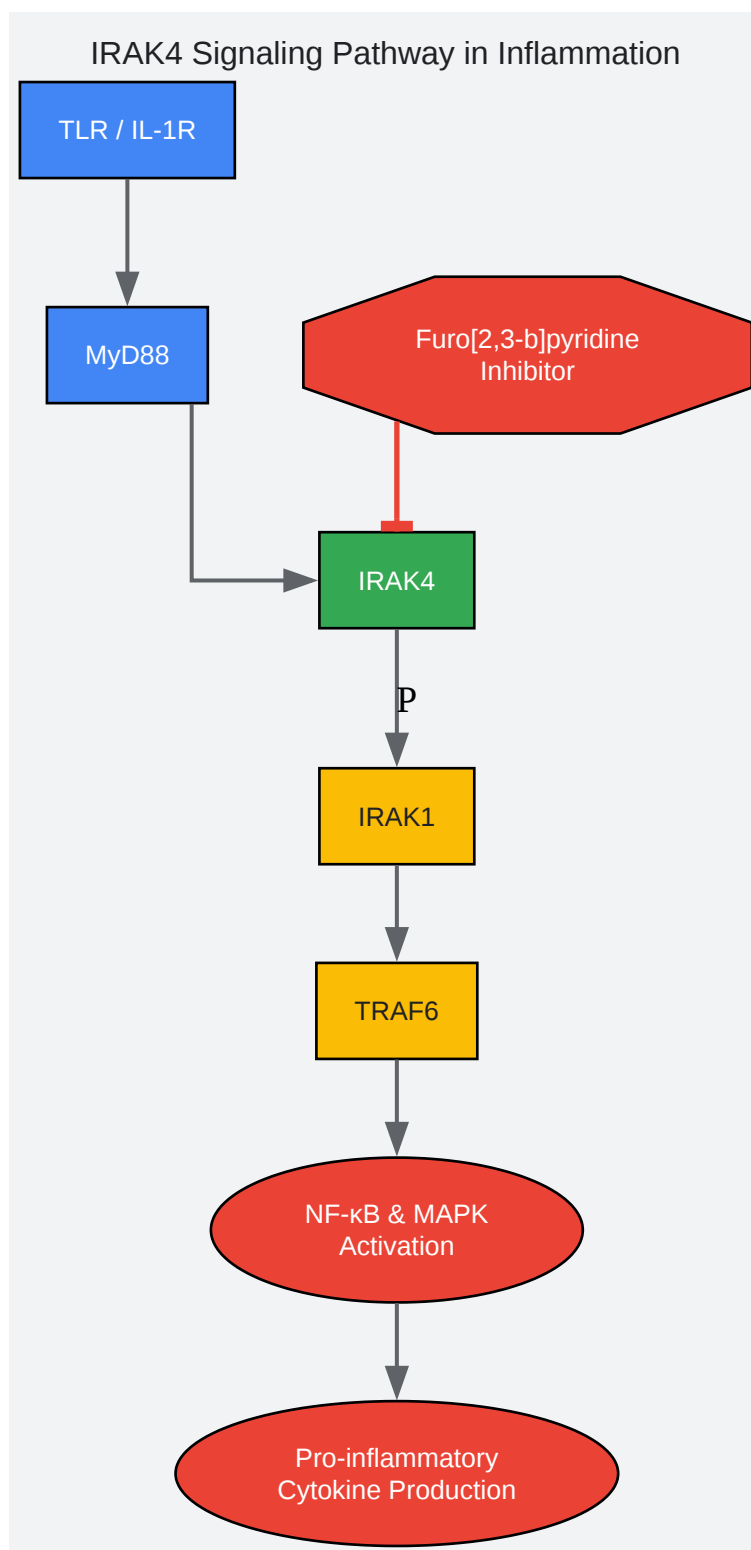 IRAK4 Signaling Pathway in Inflammation
TLR / IL-1R
MyD88
Furo[2,3-b]pyridine
Inhibitor
IRAK4
P
IRAK1
TRAF6
NF-κB & MAPK
Activation
Pro-inflammatory
Cytokine Production